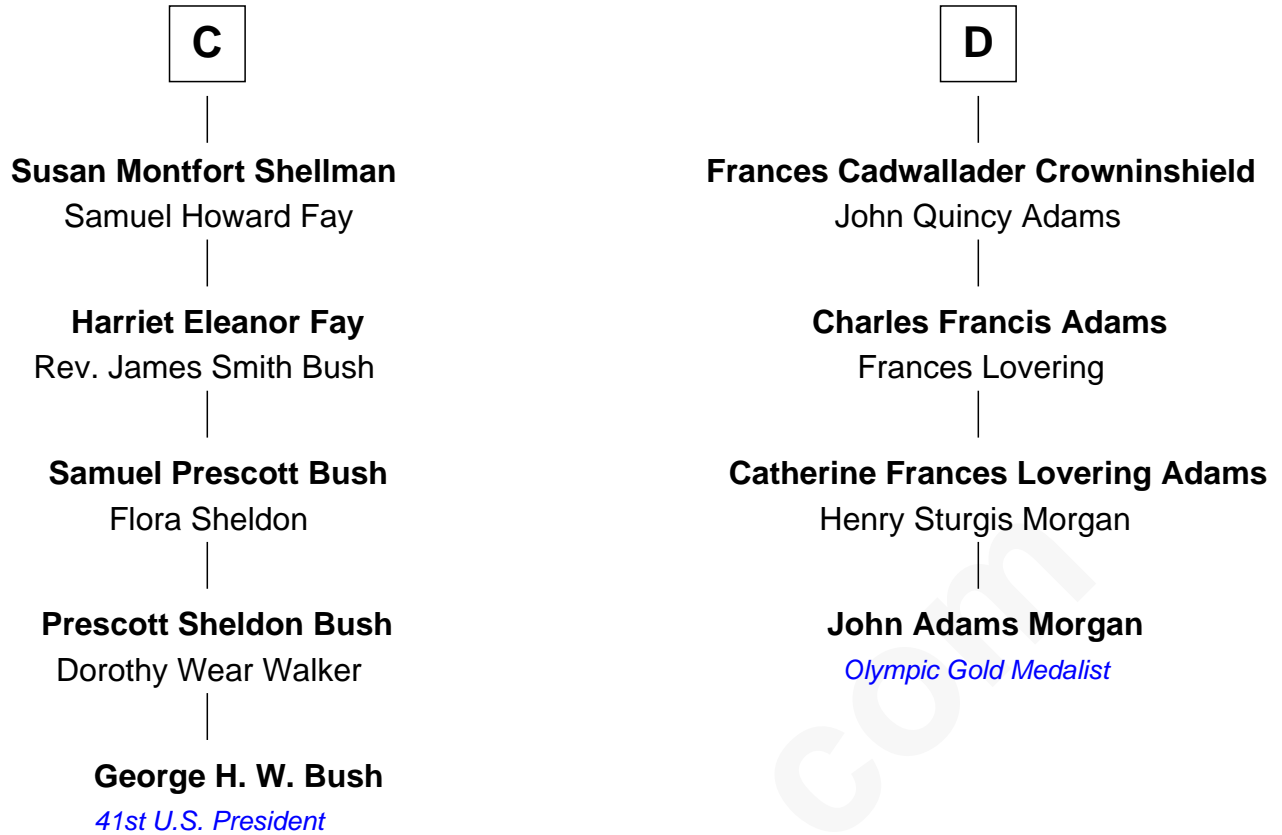 C
Susan Montfort Shellman
Samuel Howard Fay
Harriet Eleanor Fay
Rev. James Smith Bush
Samuel Prescott Bush
Flora Sheldon
Prescott Sheldon Bush
Dorothy Wear Walker
George H. W. Bush
41st U.S. President
D
Frances Cadwallader Crowninshield
John Quincy Adams
Charles Francis Adams
Frances Lovering
Catherine Frances Lovering Adams
Henry Sturgis Morgan
John Adams Morgan
Olympic Gold Medalist
com